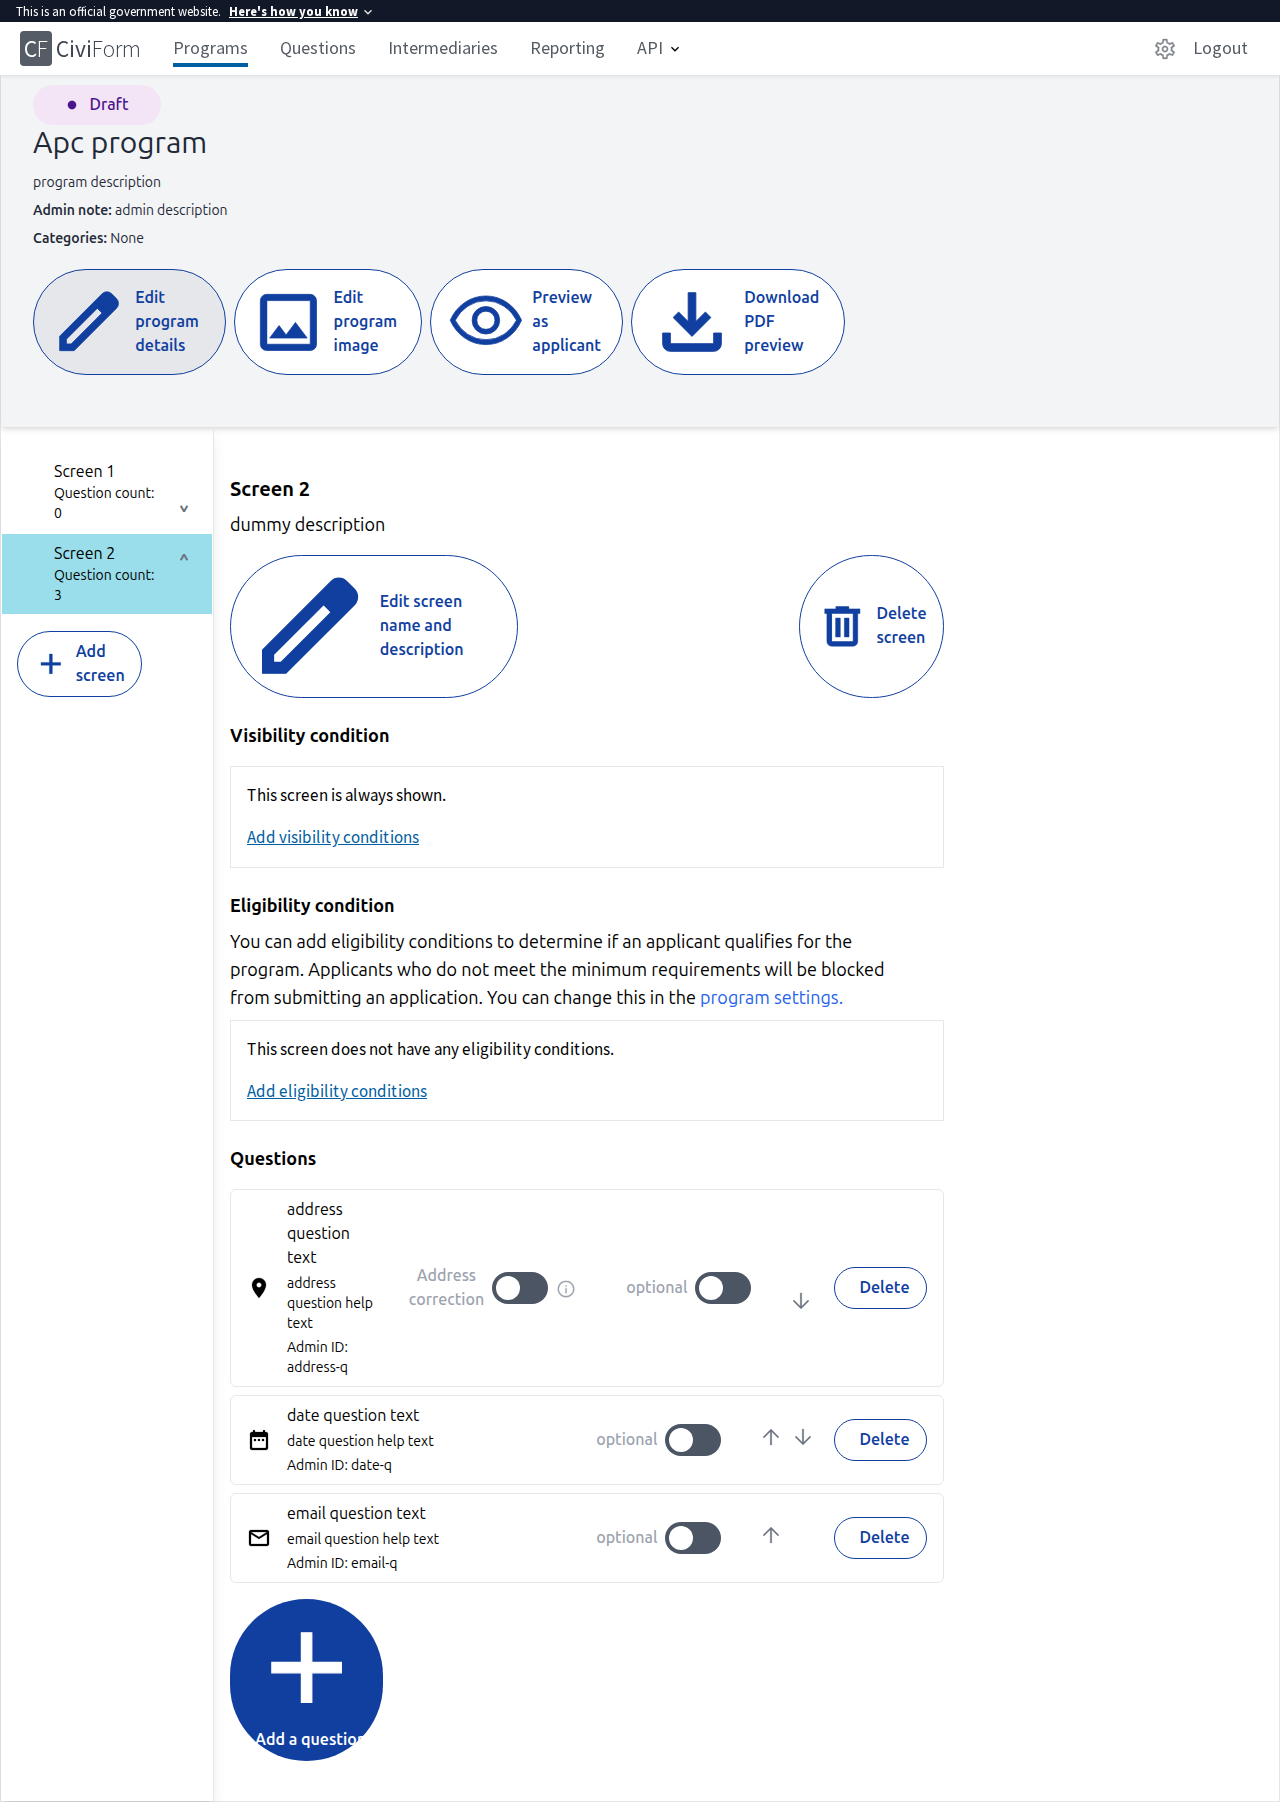 This is an official government website. Here's how you know
CF CiviForm Programs Questions Intermediaries Reporting API Logout
Draft
Apc program
program description
Admin note: admin description
Categories: None
Edit program details
Edit program image
Preview as applicant
Download PDF preview
Screen 1
Question count: 0
Screen 2
Question count: 3
Add screen
Screen 2
dummy description
Edit screen name and description
Delete screen
Visibility condition
This screen is always shown.
Add visibility conditions
Eligibility condition
You can add eligibility conditions to determine if an applicant qualifies for the
program. Applicants who do not meet the minimum requirements will be blocked
from submitting an application. You can change this in the program settings.
This screen does not have any eligibility conditions.
Add eligibility conditions
Questions
address question text
address question help text
Admin ID: address-q
Address correction
optional
Delete
date question text
date question help text
Admin ID: date-q
optional
Delete
email question text
email question help text
Admin ID: email-q
optional
Delete
Add a question